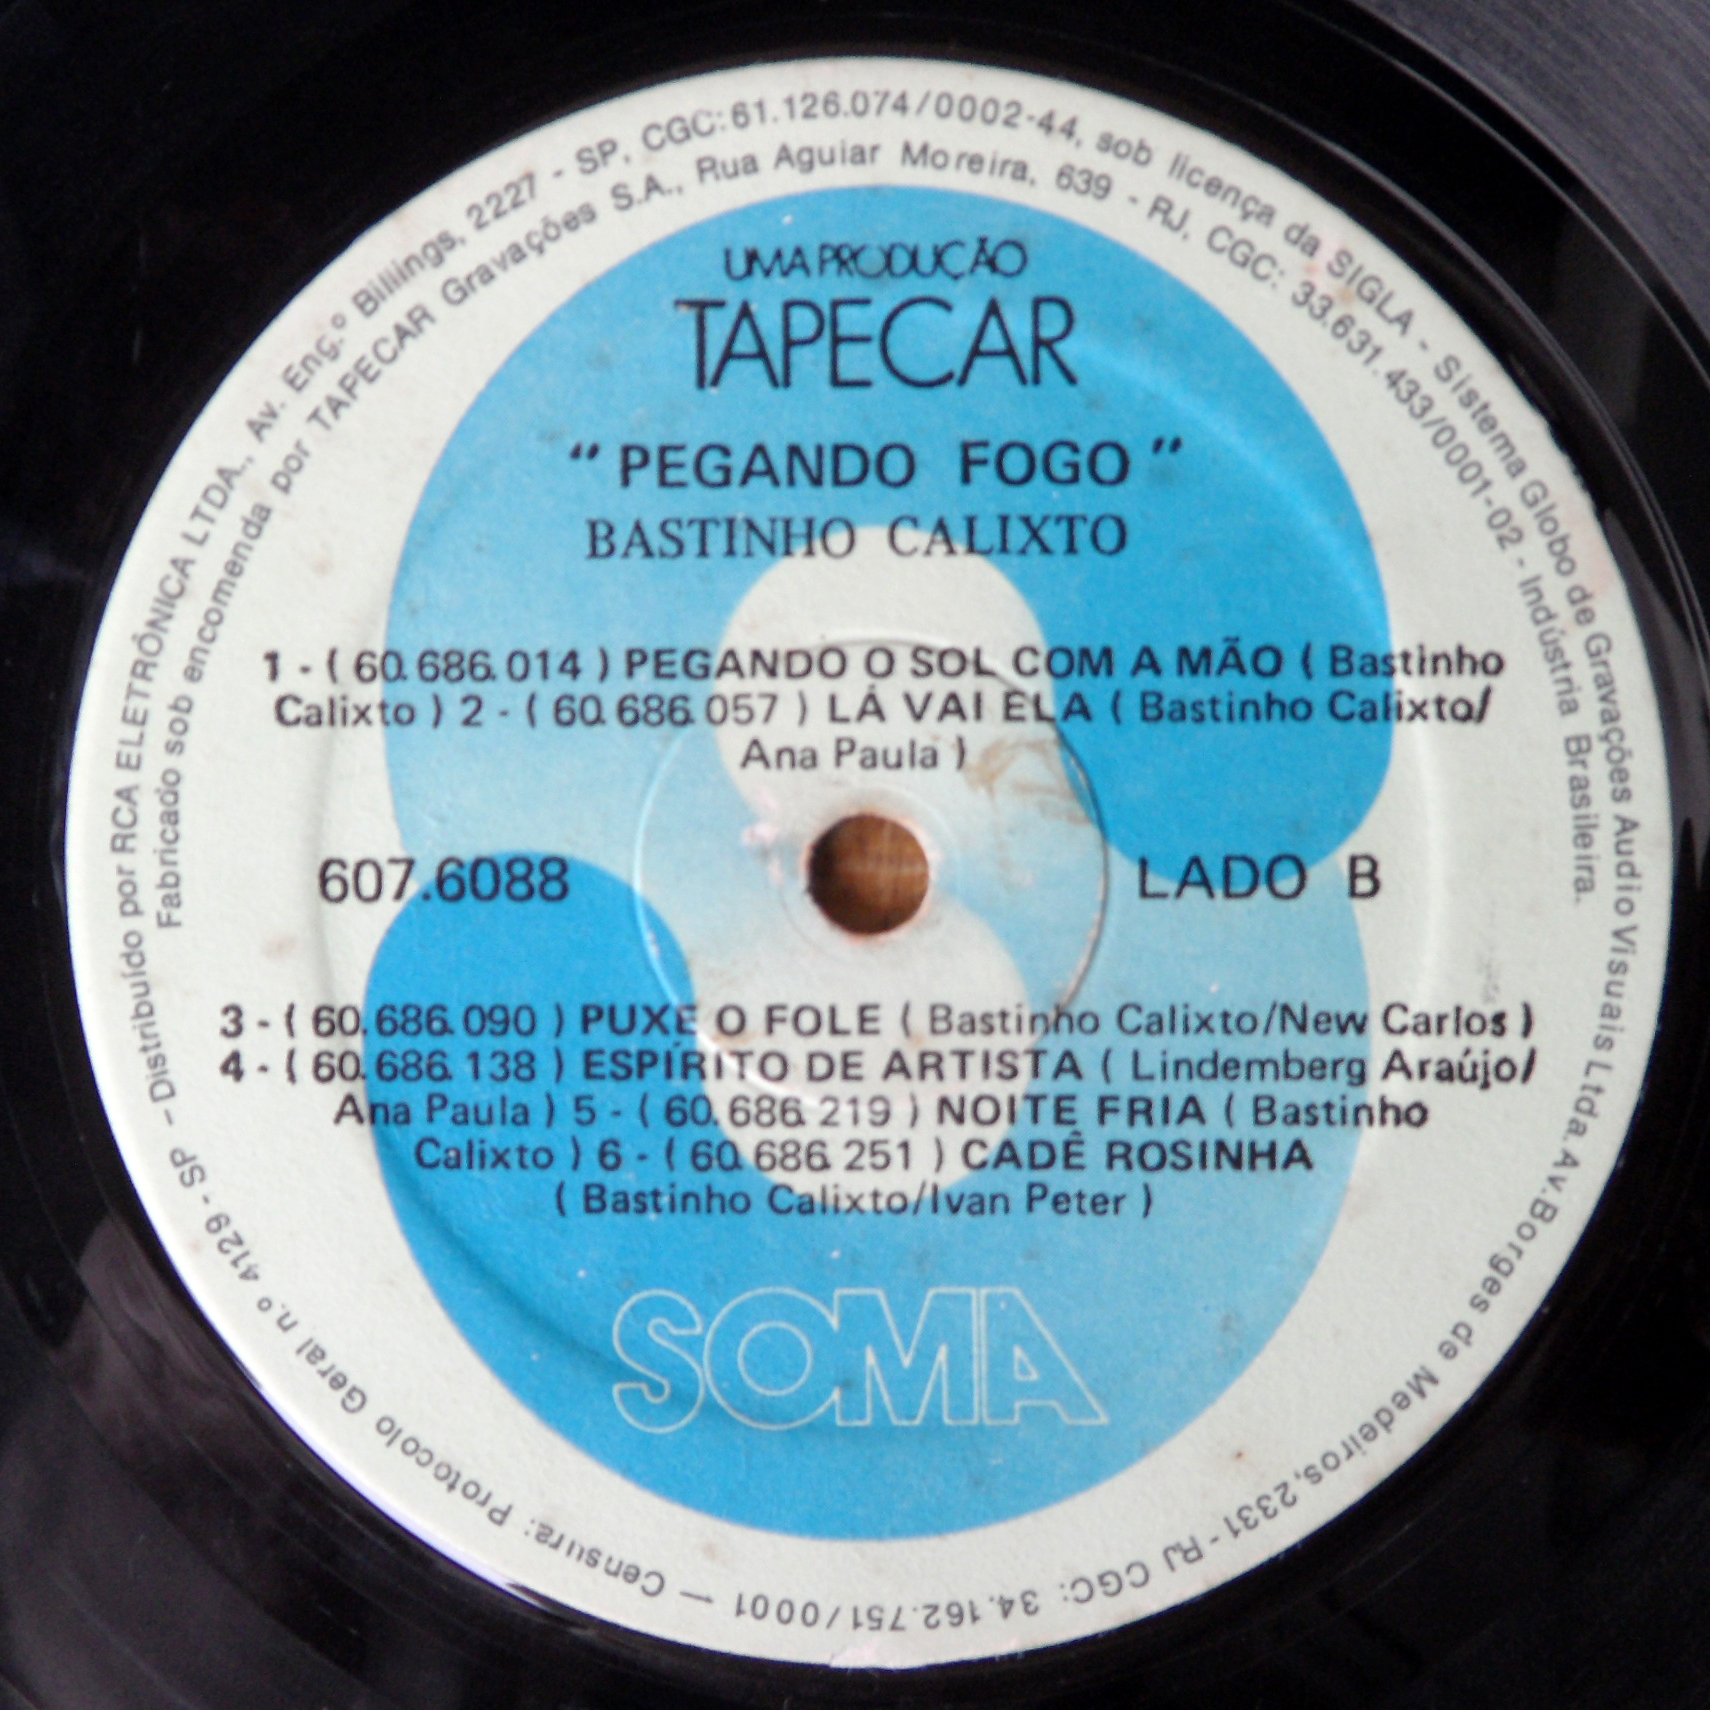 Distribuído por RCA ELETRÔNICA LTDA., Av. Eng.º Billings, 2227 - SP. CGC: 61.126.074/0002-44, sob licença da SIGLA - Sistema Globo de Gravações Audio Visuais Ltda. Av. Borges de Medeiros, 2331 - RJ CGC: 34.162.751/0001 — Censura: Protocolo Geral n.º 4129 - SP -
Fabricado sob encomenda por TAPECAR Gravações S.A., Rua Aguiar Moreira, 639 - RJ. CGC: 33.631.433/0001-02 - Indústria Brasileira.
UMA PRODUÇÃO
TAPECAR
“PEGANDO FOGO”
BASTINHO CALIXTO
1 - ( 60.686.014 ) PEGANDO O SOL COM A MÃO ( Bastinho
Calixto ) 2 - ( 60.686.057 ) LÁ VAI ELA ( Bastinho Calixto/
Ana Paula )
607.6088
LADO B
3 - ( 60.686.090 ) PUXE O FOLE ( Bastinho Calixto/New Carlos )
4 - ( 60.686.138 ) ESPÍRITO DE ARTISTA ( Lindemberg Araújo/
Ana Paula ) 5 - ( 60.686.219 ) NOITE FRIA ( Bastinho
Calixto ) 6 - ( 60.686.251 ) CADÊ ROSINHA
( Bastinho Calixto/Ivan Peter )
SOMA